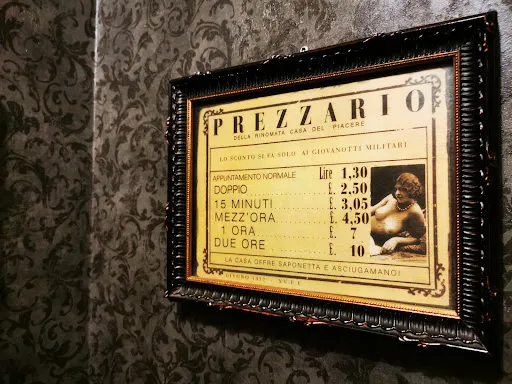 PREZZARIO
DELLA RINOMATA CASA DEL PIACERE
LO SCONTO SI FA SOLO AI GIOVANOTTI MILITARI
APPUNTAMENTO NORMALE Lire 1,30
DOPPIO £. 2,50
15 MINUTI £. 3,05
MEZZ'ORA £. 4,50
1 ORA £. 7
DUE ORE £. 10
LA CASA OFFRE SAPONETTA E ASCIUGAMANO!